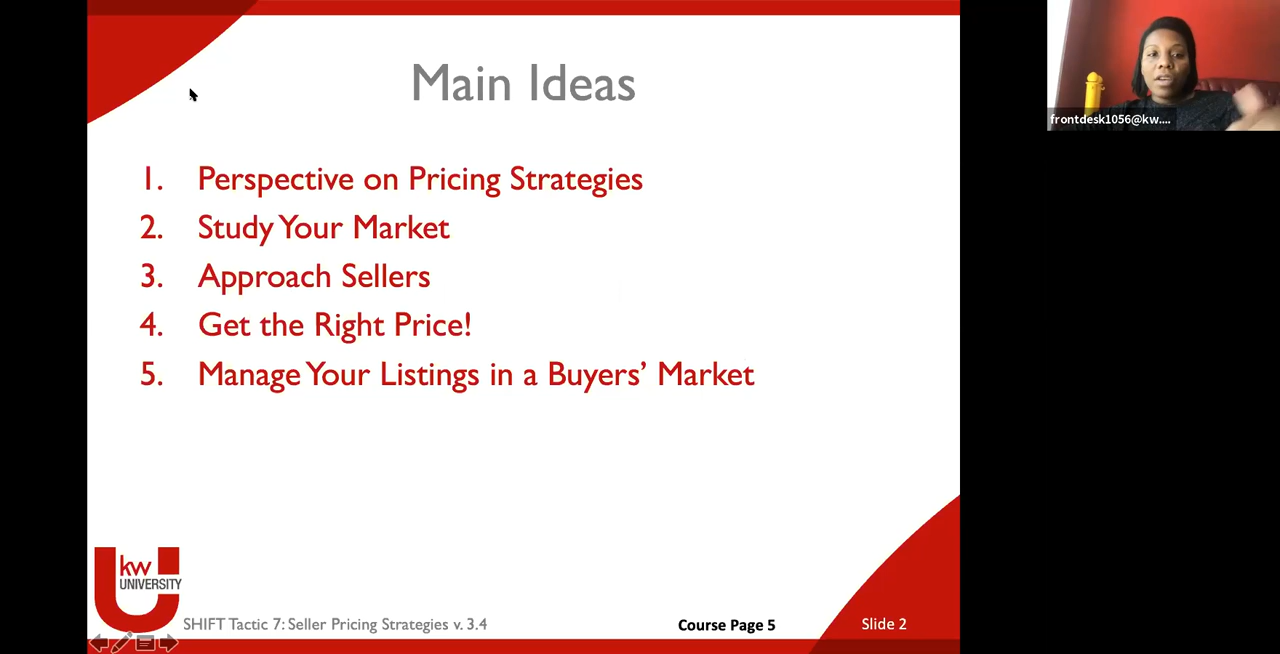 Main Ideas
frontdesk1056@kw....
1. Perspective on Pricing Strategies
2. Study Your Market
3. Approach Sellers
4. Get the Right Price!
5. Manage Your Listings in a Buyers’ Market
kw
UNIVERSITY
SHIFT Tactic 7: Seller Pricing Strategies v. 3.4
Course Page 5
Slide 2